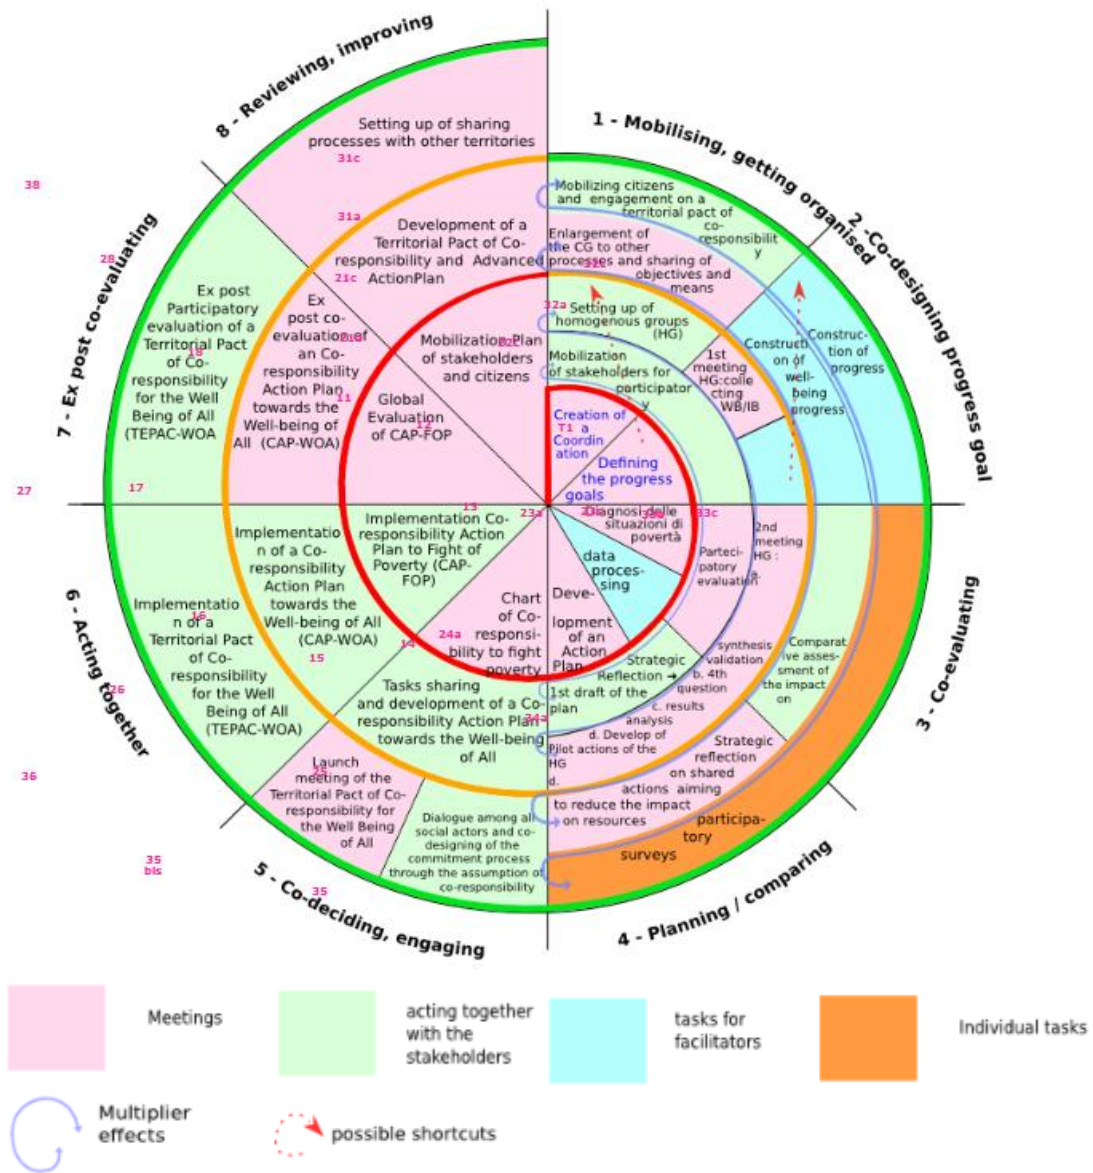 8 - Reviewing, improving
Setting up of sharing
processes with other territories
31c
1 - Mobilising, getting organised
38
Mobilizing citizens
and engagement on a
territorial pact of
co-
responsibilit
y
2 -Co-designing progress goal
31a
Development of a
Territorial Pact of Co-
responsibility and Advanced
ActionPlan
21c
Enlargement of
the CG to other
processes and sharing of
objectives and
means
28
7 - Ex post co-evaluating
Ex post
Participatory
evaluation of a
Territorial Pact
of Co-
responsibility
for the Well
Being of All
(TEPAC-WOA
18
Ex
post co-
evaluation of
an Co-
responsibility
Action Plan
towards the
Well-being of
All (CAP-WOA)
11
32a
Setting up of
homogenous groups
(HG)
Mobilization Plan
of stakeholders
and citizens
Mobilization
of stakeholders for
participator
y
1st
meeting
HG:colle
cting
WB/IB
Constructi
on of
well-
being
progress
Construc-
tion of
progress
Global
Evaluation
of CAP-FOP
12
Creation of
T1 a
Coordin
ation
Defining
the progress
goals
27
17
13
23a
33c
Diagnosi delle
situazioni di
povertà
Implementation Co-
responsibility Action
Plan to Fight of
Poverty (CAP-
FOP)
Implementatio
n of a Co-
responsibility
Action Plan
towards the
Well-being of All
(CAP-WOA)
15
14
data
proces-
sing
Parteci-
patory
evaluation
2nd
meeting
HG :
a.
Implementatio
n of a
Territorial Pact
of Co-
responsibility
for the Well
Being of All
(TEPAC-WOA)
16
Chart
of Co-
responsi-
bility to fight
poverty
24a
Deve-
lopment
of an
Action
Plan
synthesis
validation
b. 4th
question
c. results
analysis
d. Develop of
Pilot actions of the
HG
d.
Comparat
ive asses-
sment of
the impact
on
3 - Co-evaluating
6 - Acting together
26
Strategic
Reflection →
1st draft of the
plan
34a
Tasks sharing
and development of a Co-
responsibility Action Plan
towards the Well-being
of All
36
25
Launch
meeting of the
Territorial Pact of Co-
responsibility for
the Well Being
of All
Strategic
reflection
on shared
actions aiming
to reduce the impact
on resources
Dialogue among all
social actors and co-
designing of the
commitment process
through the assumption of
co-responsibility
participa-
tory
surveys
35
bls
35
5 - Co-deciding, engaging
4 - Planning / comparing
Meetings
acting together
with the
stakeholders
tasks for
facilitators
Individual tasks
Multiplier
effects
possible shortcuts